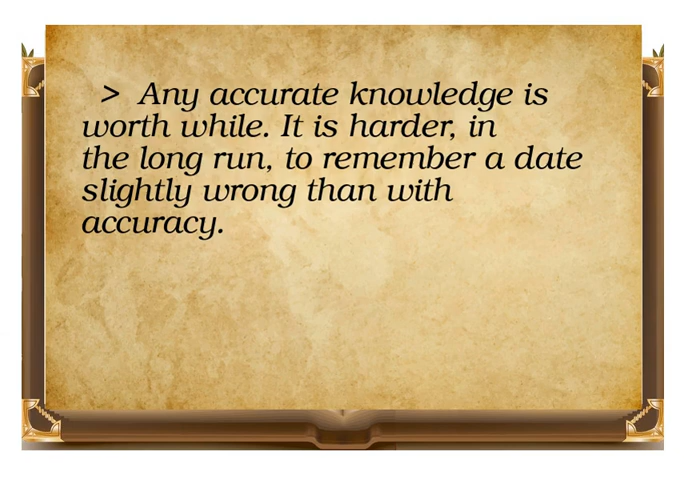 > Any accurate knowledge is
worth while. It is harder, in
the long run, to remember a date
slightly wrong than with
accuracy.